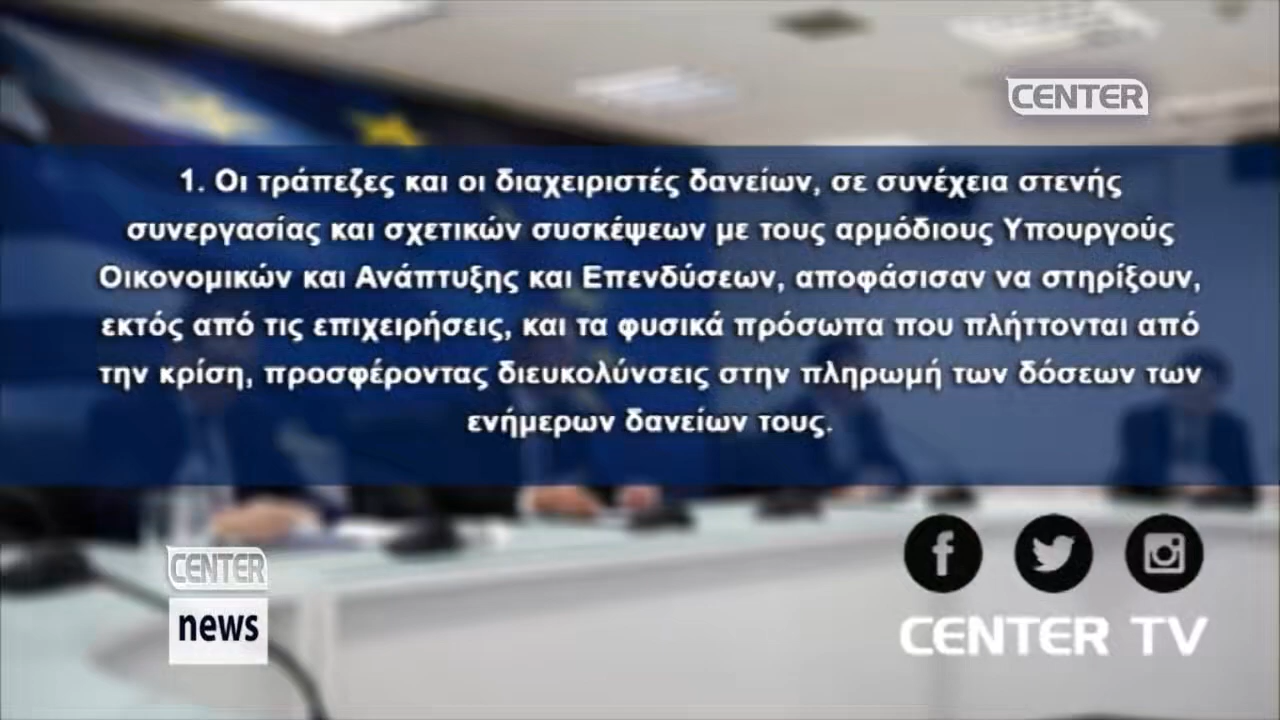 CENTER
1. Οι τράπεζες και οι διαχειριστές δανείων, σε συνέχεια στενής
συνεργασίας και σχετικών συσκέψεων με τους αρμόδιους Υπουργούς
Οικονομικών και Ανάπτυξης και Επενδύσεων, αποφάσισαν να στηρίξουν,
εκτός από τις επιχειρήσεις, και τα φυσικά πρόσωπα που πλήττονται από
την κρίση, προσφέροντας διευκολύνσεις στην πληρωμή των δόσεων των
ενήμερων δανείων τους.
CENTER
news
CENTER TV